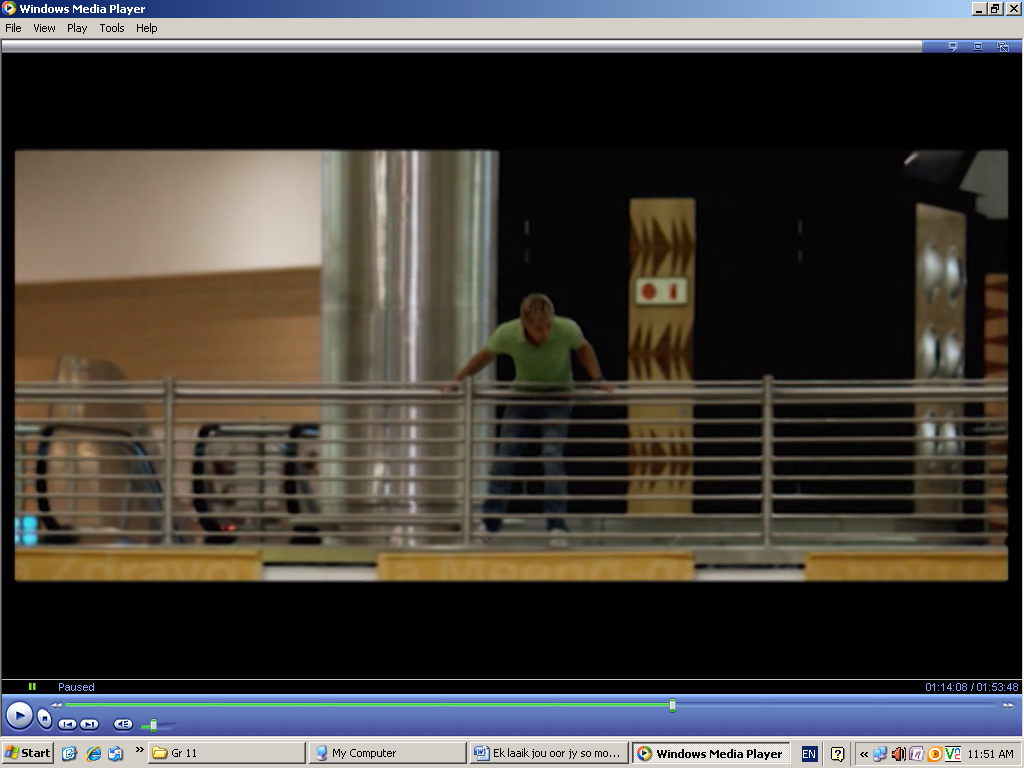 Windows Media Player
File View Play Tools Help
Zdravo
Paused
01:14:08 / 01:53:48
Start
»
Gr 11
My Computer
Ek laaik jou oor jy so mo...
Windows Media Player
EN
?
«
11:51 AM